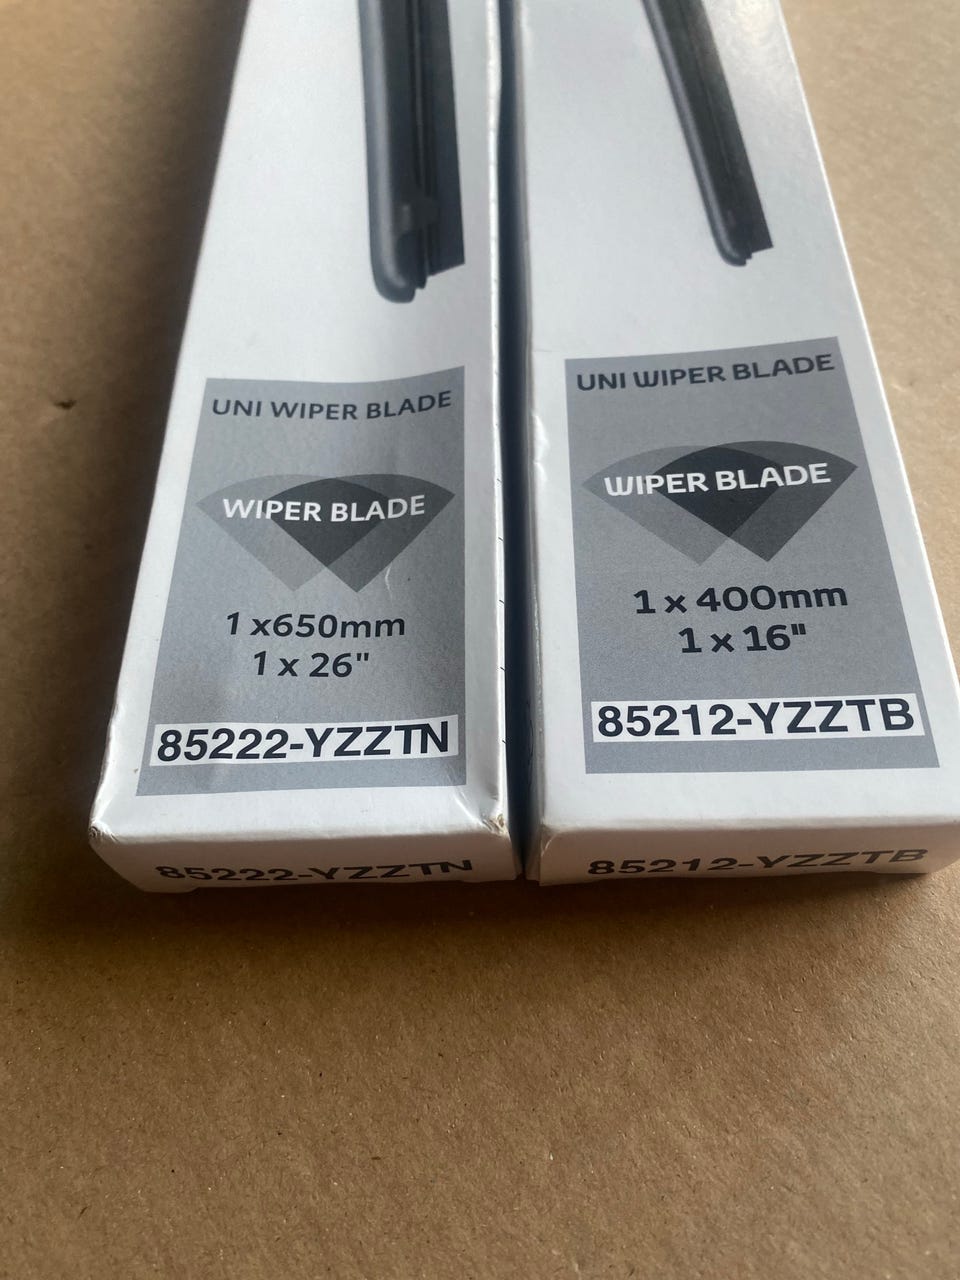 UNI WIPER BLADE
WIPER BLADE
1 x650mm
1 x 26"
85222-YZZTN
85222-YZZTN
UNI WIPER BLADE
WIPER BLADE
1 x 400mm
1 x 16"
85212-YZZTB
85212-YZZTB